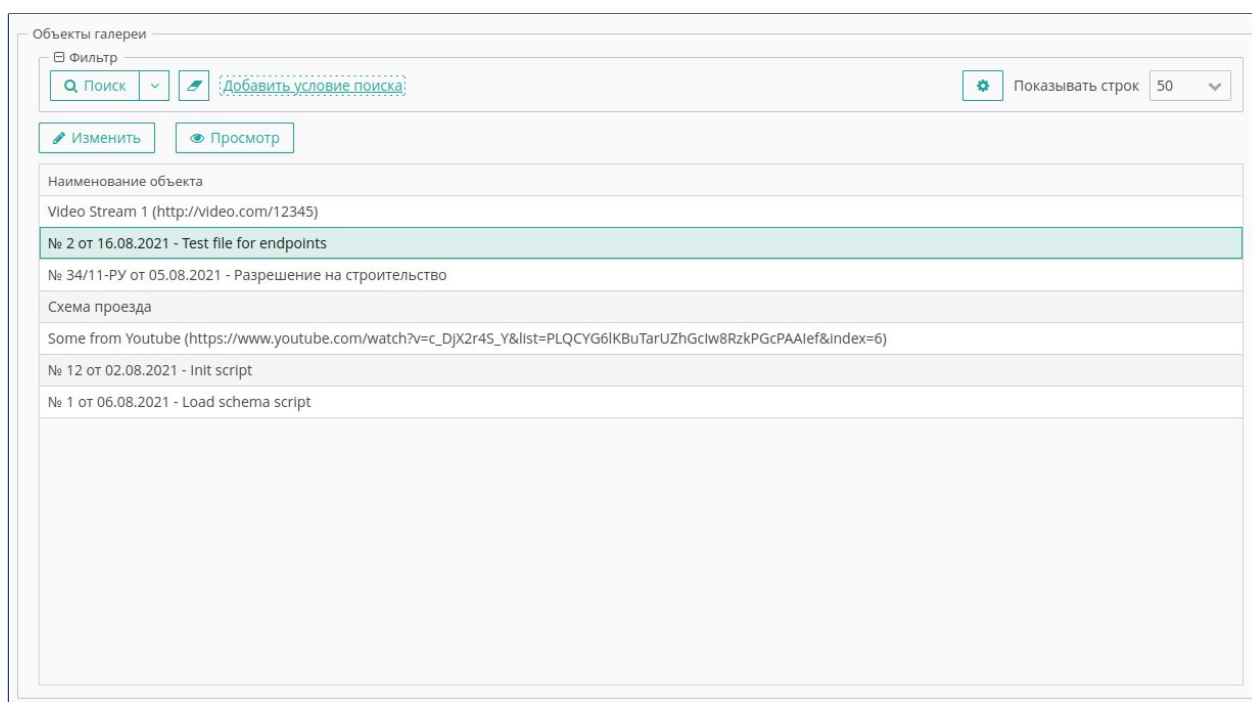 Объекты галереи
Фильтр
Поиск Добавить условие поиска Показывать строк 50
Изменить Просмотр
Наименование объекта
Video Stream 1 (http://video.com/12345)
№ 2 от 16.08.2021 - Test file for endpoints
№ 34/11-РУ от 05.08.2021 - Разрешение на строительство
Схема проезда
Some from Youtube (https://www.youtube.com/watch?v=c_DjX2r4S_Y&list=PLQCYG6lKBuTarUZhGcIw8RzkPGcPAAIef&index=6)
№ 12 от 02.08.2021 - Init script
№ 1 от 06.08.2021 - Load schema script